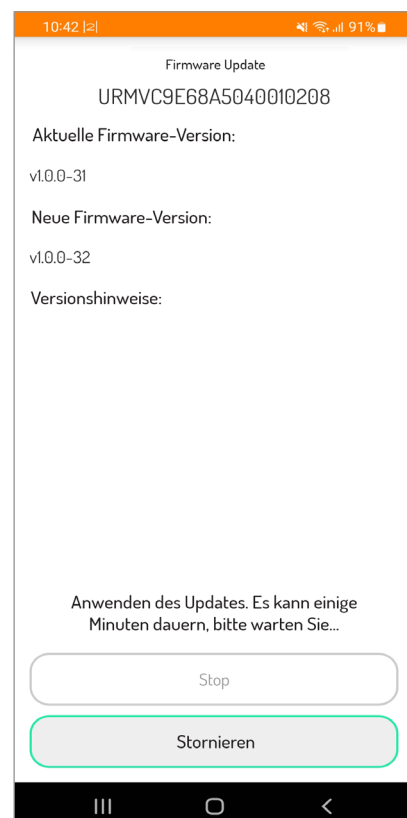 10:42 |2| 91%
Firmware Update
URMVC9E68A5040010208
Aktuelle Firmware-Version:
v1.0.0-31
Neue Firmware-Version:
v1.0.0-32
Versionshinweise:
Anwenden des Updates. Es kann einige
Minuten dauern, bitte warten Sie...
Stop
Stornieren